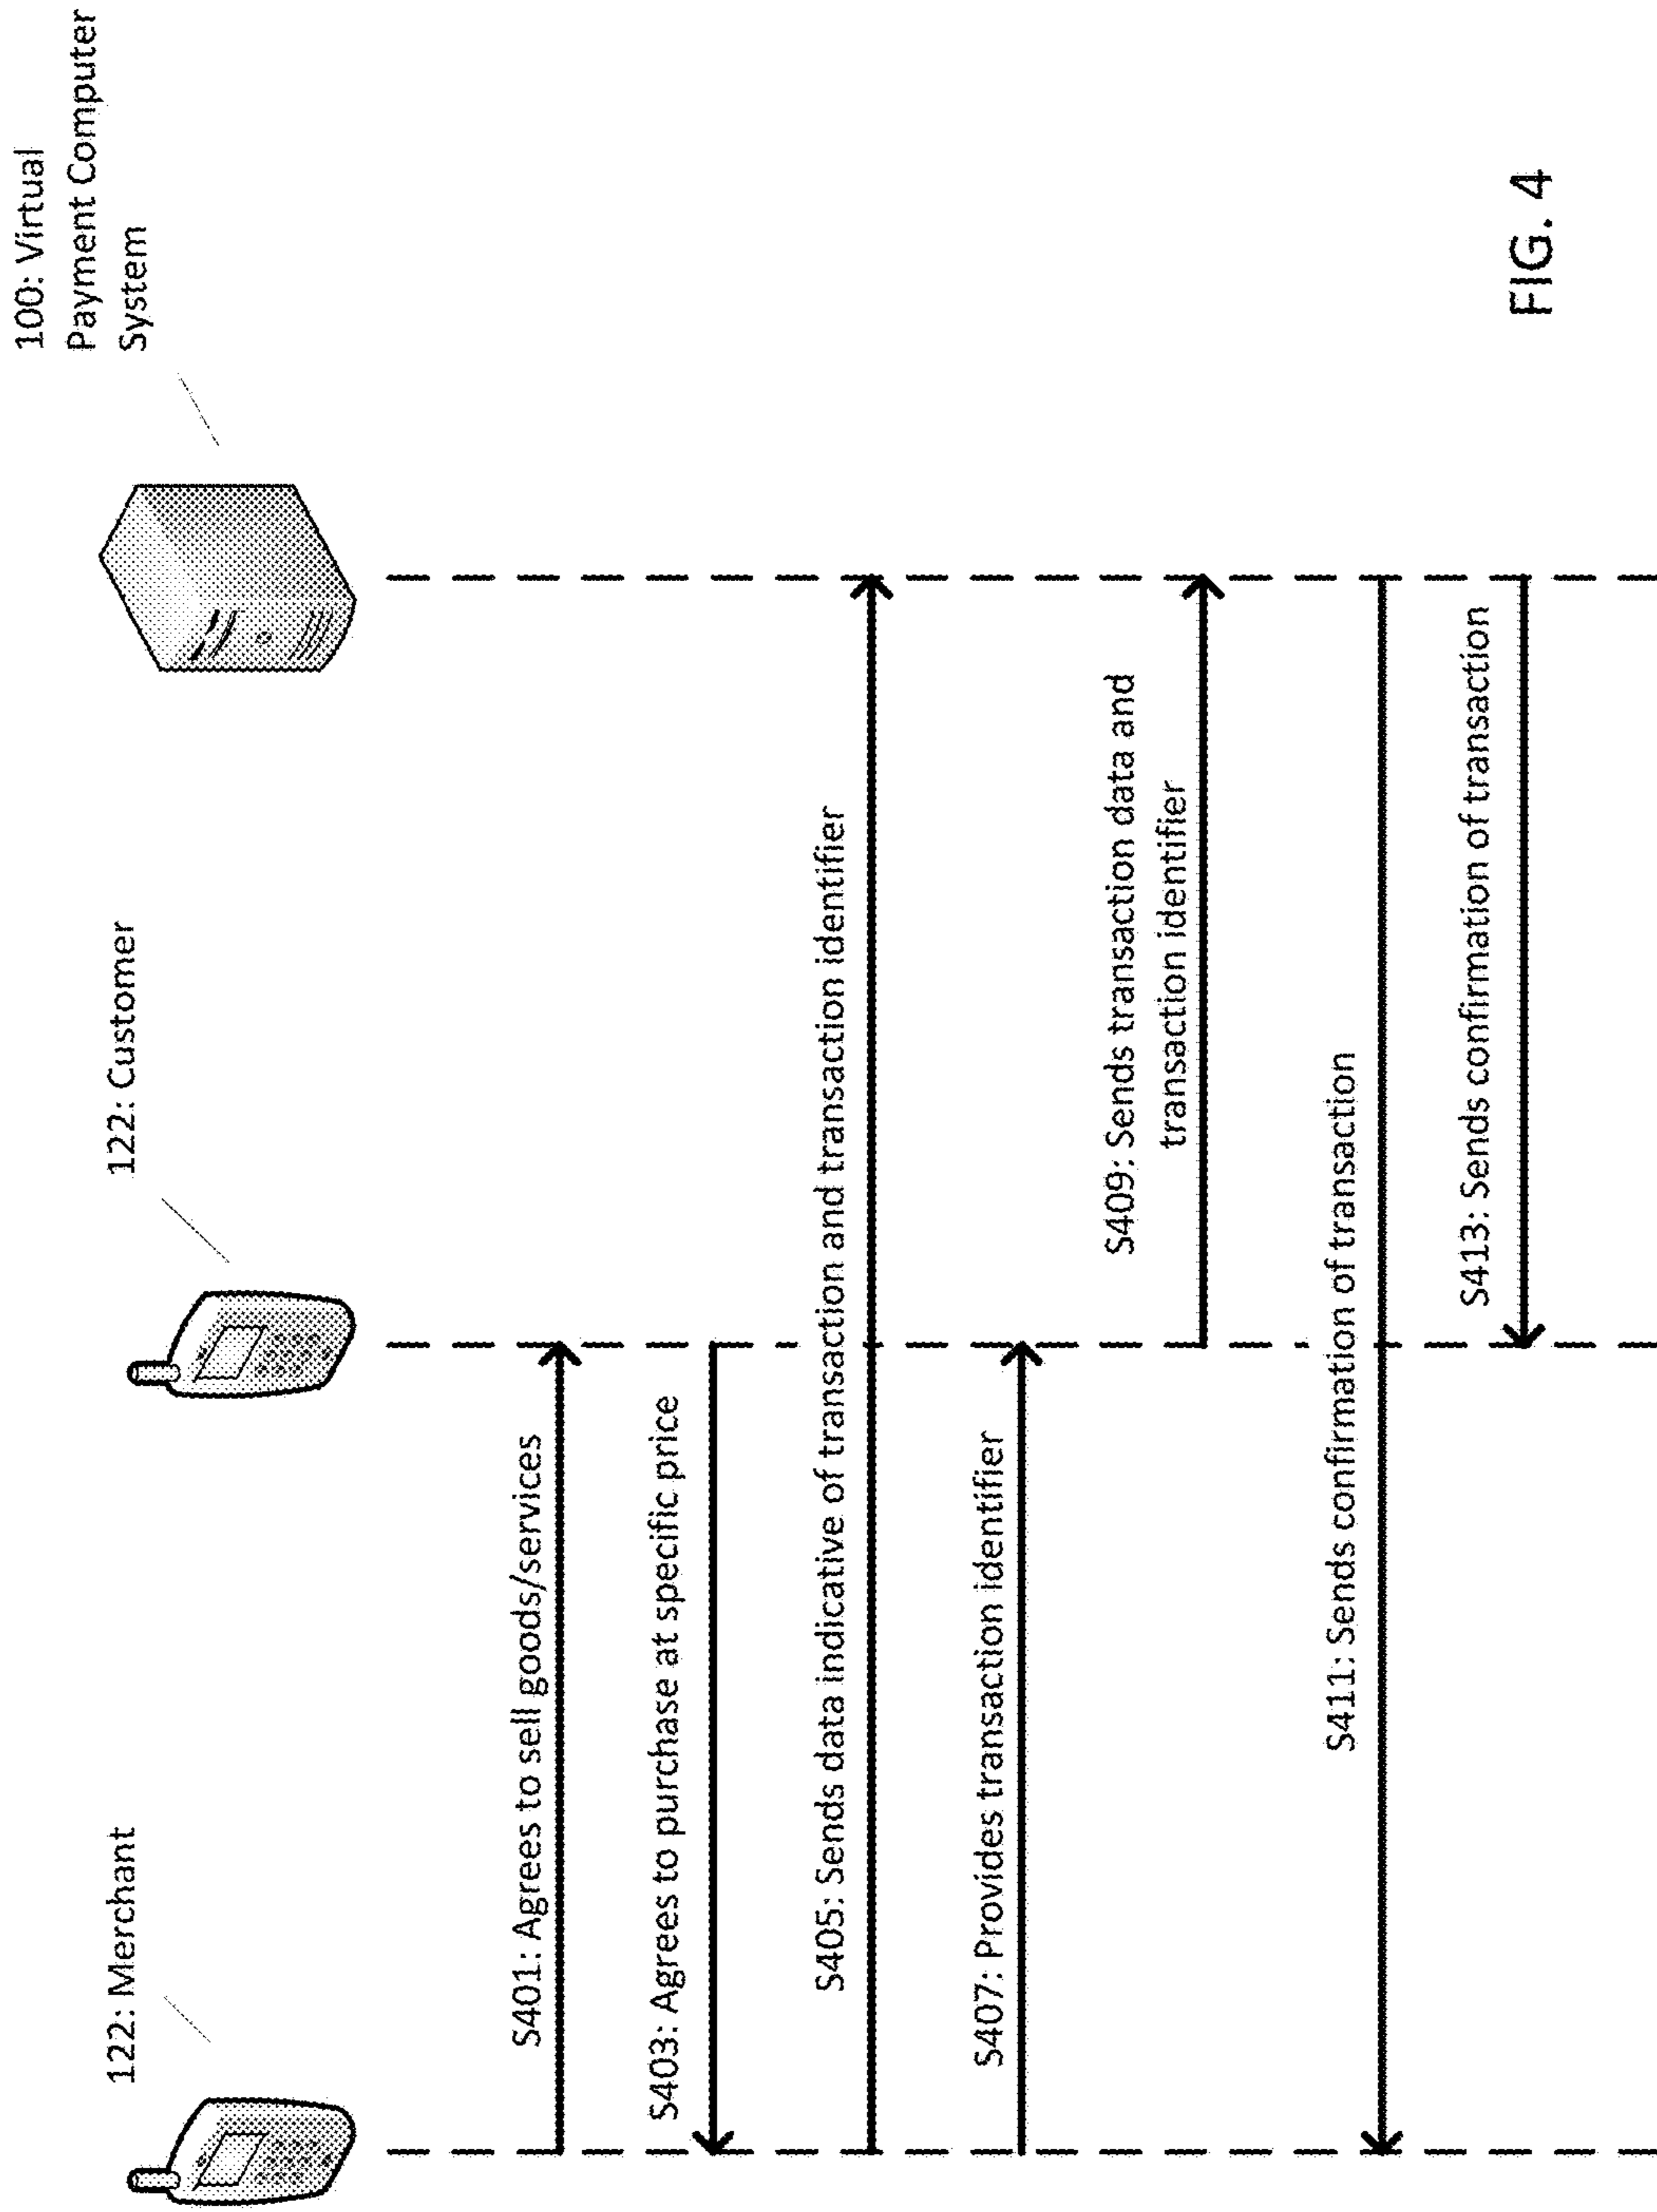 122: Merchant
122: Customer
100: Virtual
Payment Computer
System
S401: Agrees to sell goods/services
S403: Agrees to purchase at specific price
S405: Sends data indicative of transaction and transaction identifier
S407: Provides transaction identifier
S409: Sends transaction data and
transaction identifier
S411: Sends confirmation of transaction
S413: Sends confirmation of transaction
FIG. 4